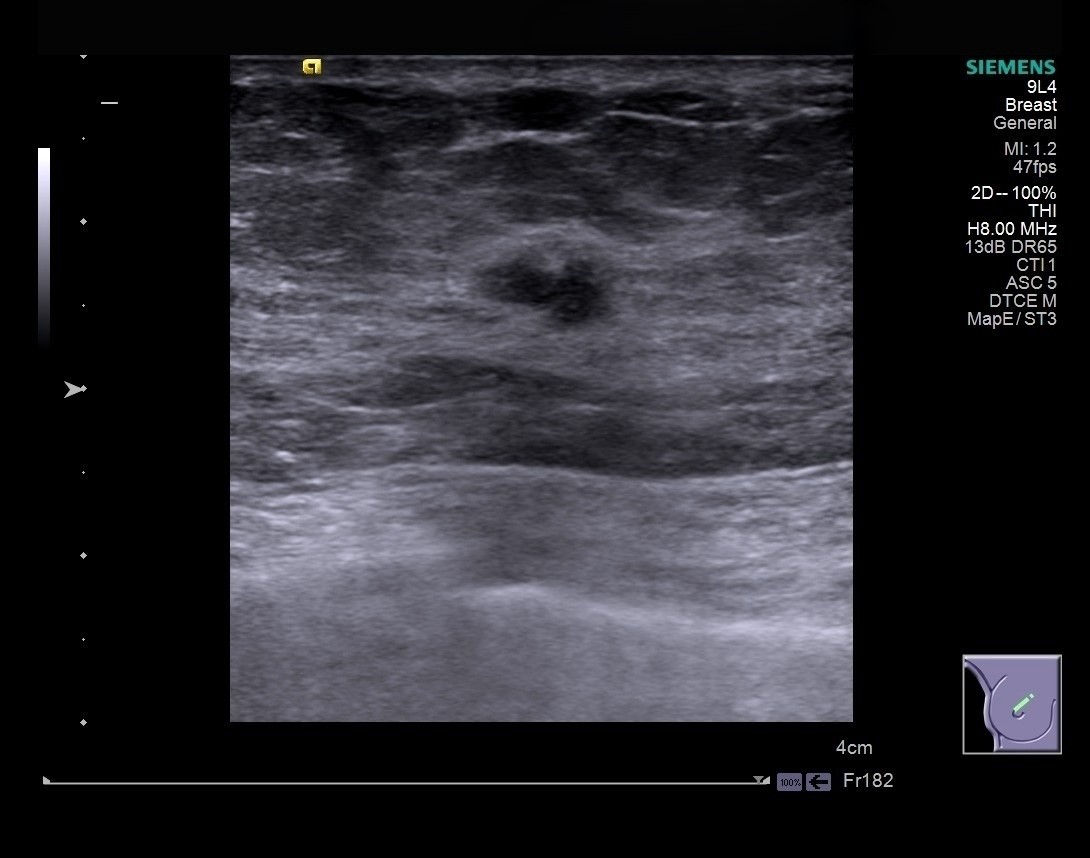 SIEMENS
9L4
Breast
General
MI: 1.2
47fps
2D--100%
THI
H8.00 MHz
13dB DR65
CTI 1
ASC 5
DTCE M
MapE / ST3
4cm
100%
Fr182